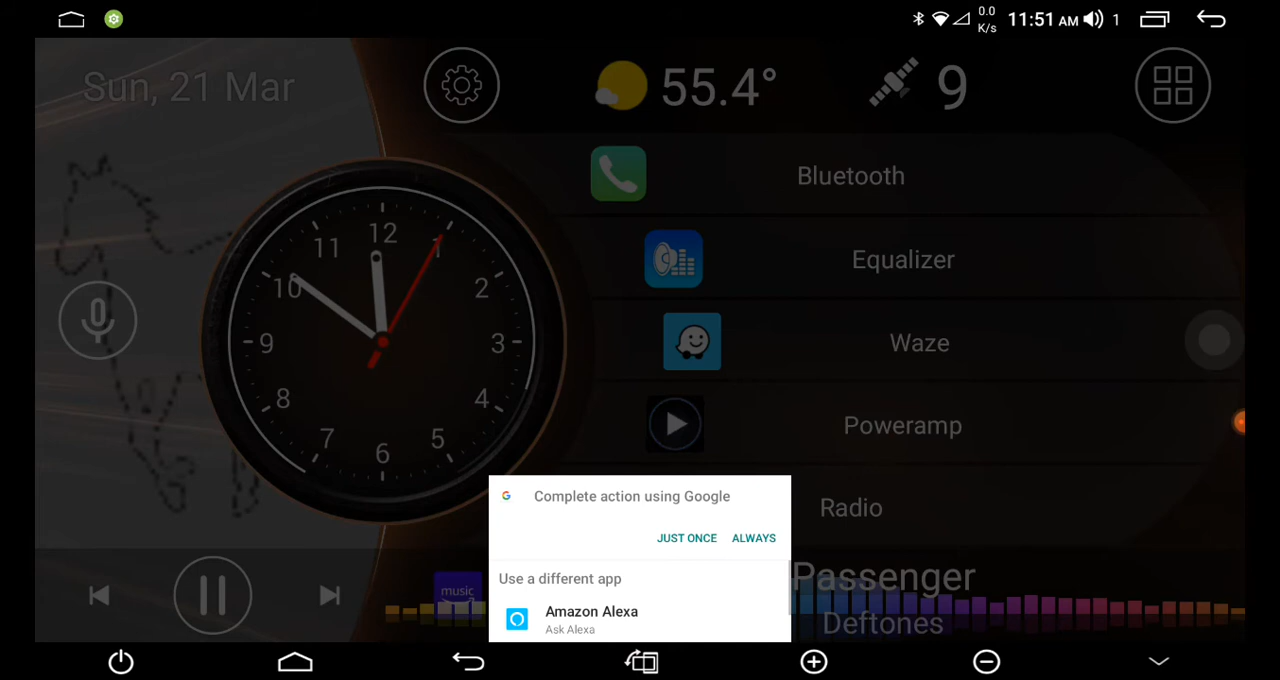 0.0
K/s
11:51 AM
1
Sun, 21 Mar
55.4°
9
Bluetooth
Equalizer
Waze
Poweramp
Radio
12
1
2
3
4
5
6
7
8
9
10
11
music
Passenger
Deftones
Complete action using Google
JUST ONCE ALWAYS
Use a different app
Amazon Alexa
Ask Alexa